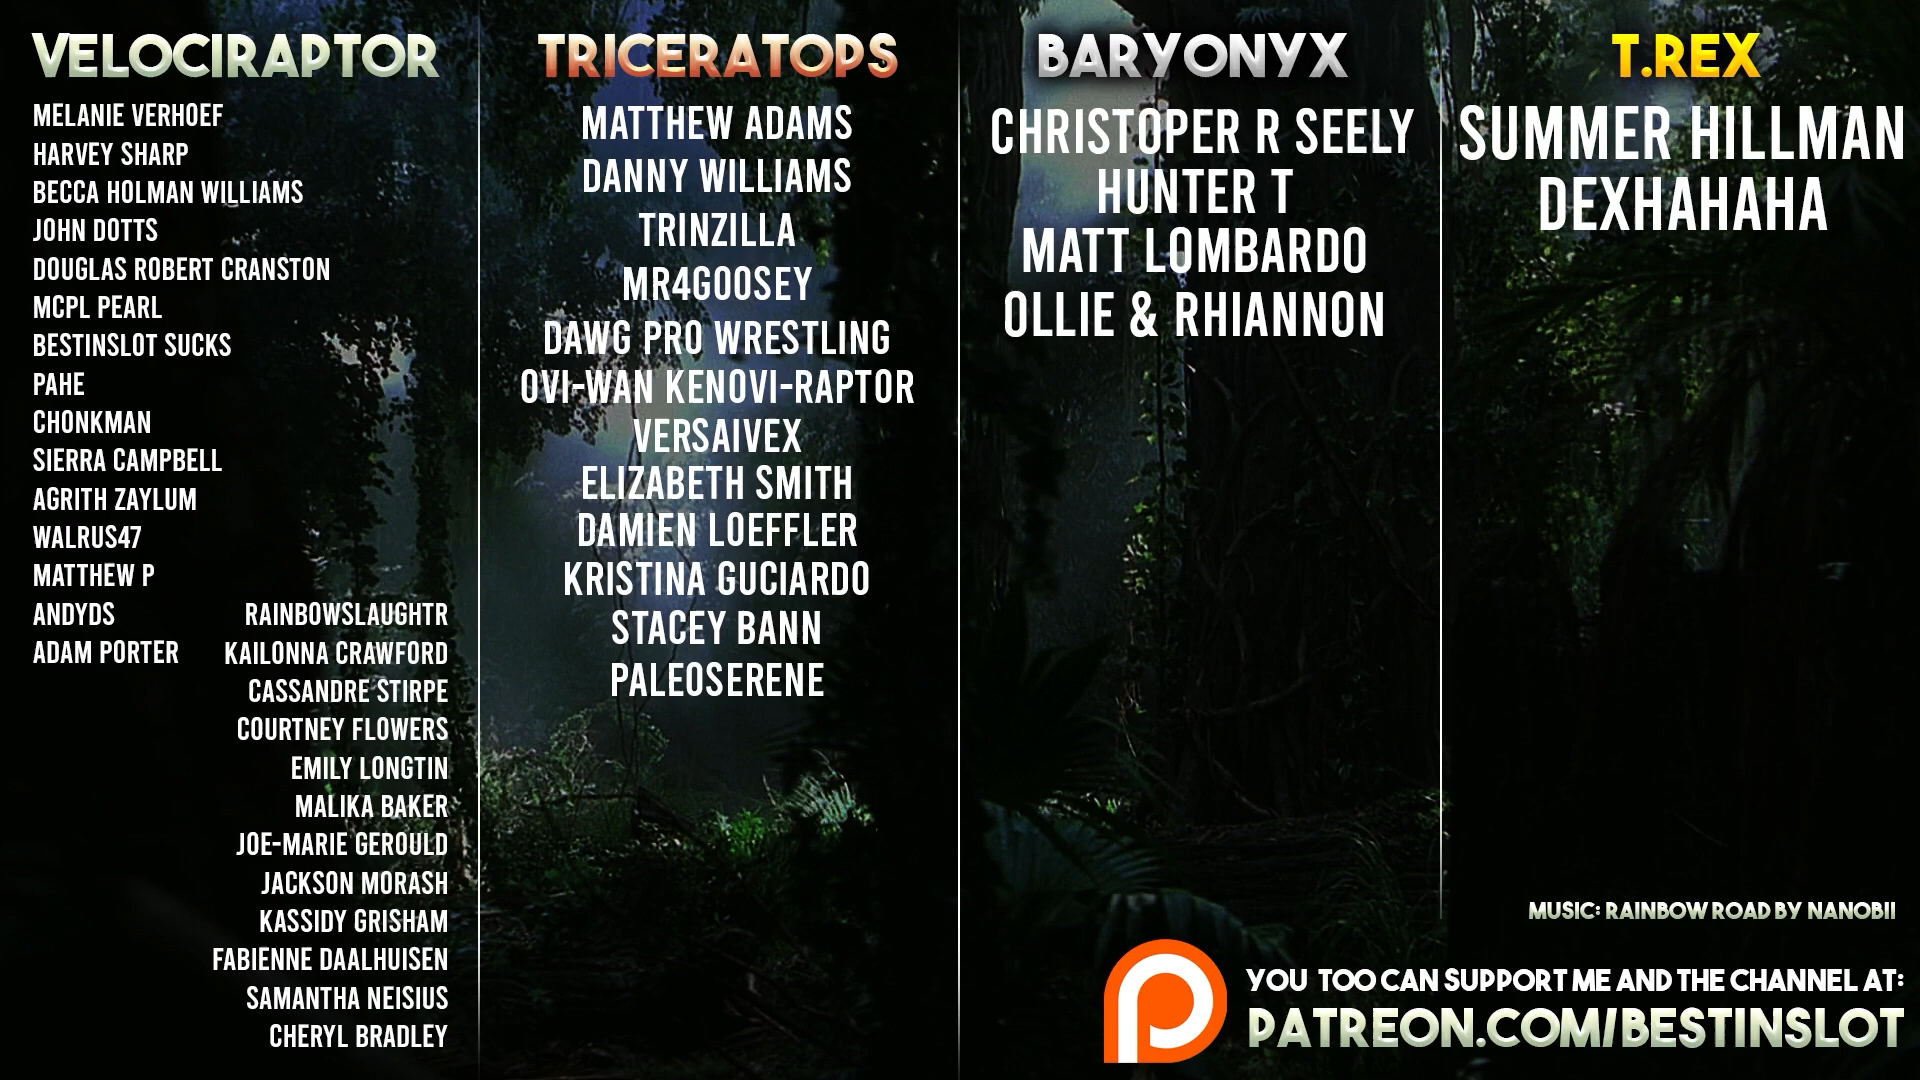 VELOCIRAPTOR
MELANIE VERHOEF
HARVEY SHARP
BECCA HOLMAN WILLIAMS
JOHN DOTTS
DOUGLAS ROBERT CRANSTON
MCPL PEARL
BESTINSLOT SUCKS
PAHE
CHONKMAN
SIERRA CAMPBELL
AGRITH ZAYLUM
WALRUS47
MATTHEW P
ANDYDS
ADAM PORTER
RAINBOWSLAUGHTR
KAILONNA CRAWFORD
CASSANDRE STIRPE
COURTNEY FLOWERS
EMILY LONGTIN
MALIKA BAKER
JOE-MARIE GEROULD
JACKSON MORASH
KASSIDY GRISHAM
FABIENNE DAALHUISEN
SAMANTHA NEISIUS
CHERYL BRADLEY
TRICERATOPS
MATTHEW ADAMS
DANNY WILLIAMS
TRINZILLA
MR4GOOSEY
DAWG PRO WRESTLING
OVI-WAN KENOVI-RAPTOR
VERSAIVEX
ELIZABETH SMITH
DAMIEN LOEFFLER
KRISTINA GUCIARDO
STACEY BANN
PALEOSERENE
BARYONYX
CHRISTOPER R SEELY
HUNTER T
MATT LOMBARDO
OLLIE & RHIANNON
T.REX
SUMMER HILLMAN
DEXHAHAHA
MUSIC: RAINBOW ROAD BY NANOBII
YOU TOO CAN SUPPORT ME AND THE CHANNEL AT:
PATREON.COM/BESTINSLOT